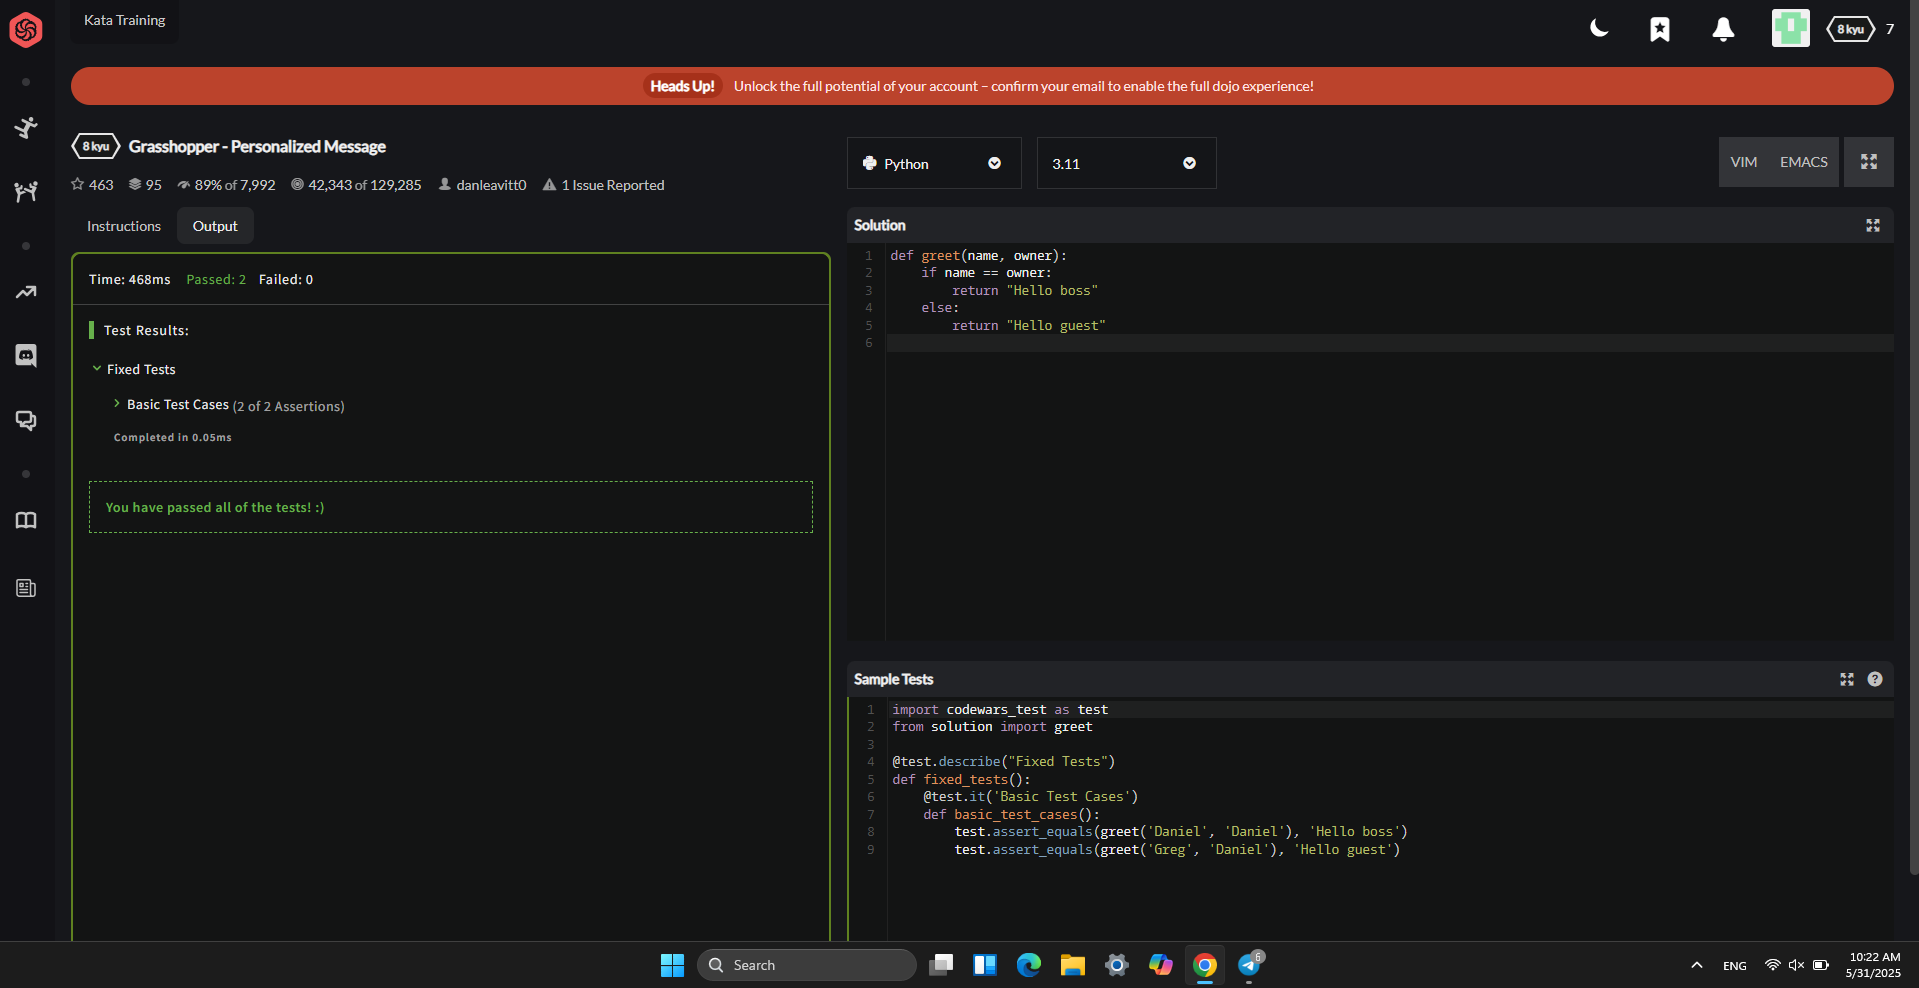 Kata Training
8 kyu 7
Heads Up! Unlock the full potential of your account – confirm your email to enable the full dojo experience!
8 kyu Grasshopper - Personalized Message
463 95 89% of 7,992 42,343 of 129,285 danleavitt0 1 Issue Reported
Instructions Output
Time: 468ms Passed: 2 Failed: 0
Test Results:
Fixed Tests
Basic Test Cases (2 of 2 Assertions)
Completed in 0.05ms
You have passed all of the tests! :)
Python 3.11 VIM EMACS
Solution
1 def greet(name, owner):
2     if name == owner:
3         return "Hello boss"
4     else:
5         return "Hello guest"
6
Sample Tests
1 import codewars_test as test
2 from solution import greet
3
4 @test.describe("Fixed Tests")
5 def fixed_tests():
6     @test.it('Basic Test Cases')
7     def basic_test_cases():
8         test.assert_equals(greet('Daniel', 'Daniel'), 'Hello boss')
9         test.assert_equals(greet('Greg', 'Daniel'), 'Hello guest')
Search
6
ENG
10:22 AM
5/31/2025